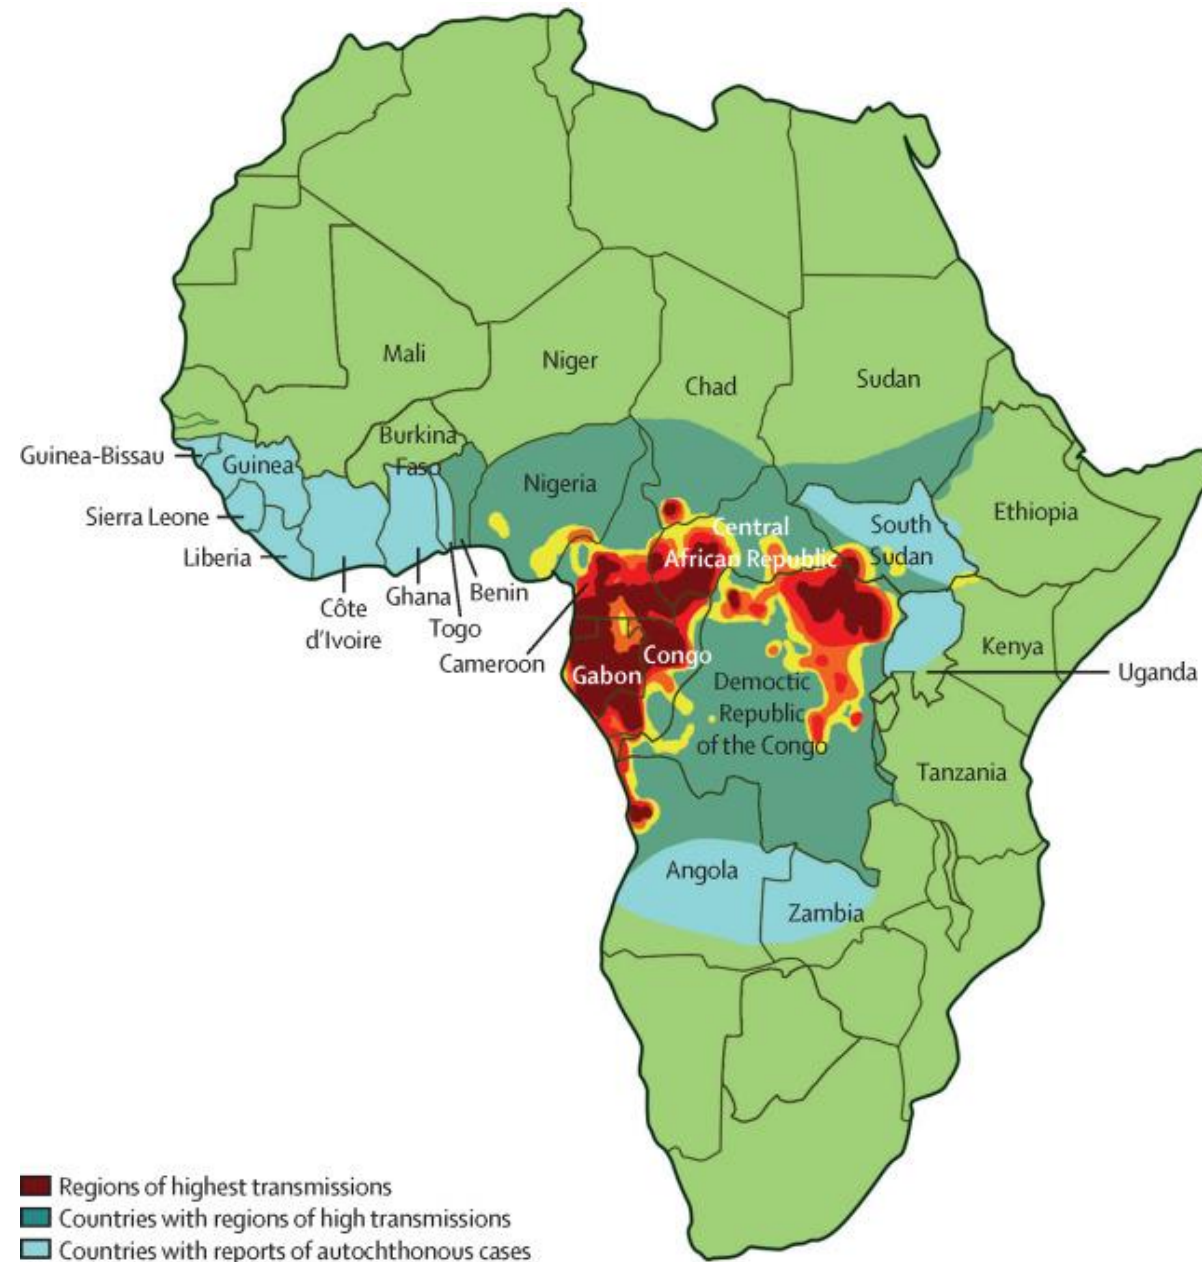 Mali
Niger
Chad
Sudan
Burkina
Faso
Guinea-Bissau
Guinea
Nigeria
Ethiopia
Sierra Leone
Central
African Republic
South
Sudan
Liberia
Côte
d'Ivoire
Ghana
Togo
Benin
Cameroon
Gabon
Congo
Kenya
Uganda
Democtic
Republic
of the Congo
Tanzania
Angola
Zambia
Regions of highest transmissions
Countries with regions of high transmissions
Countries with reports of autochthonous cases